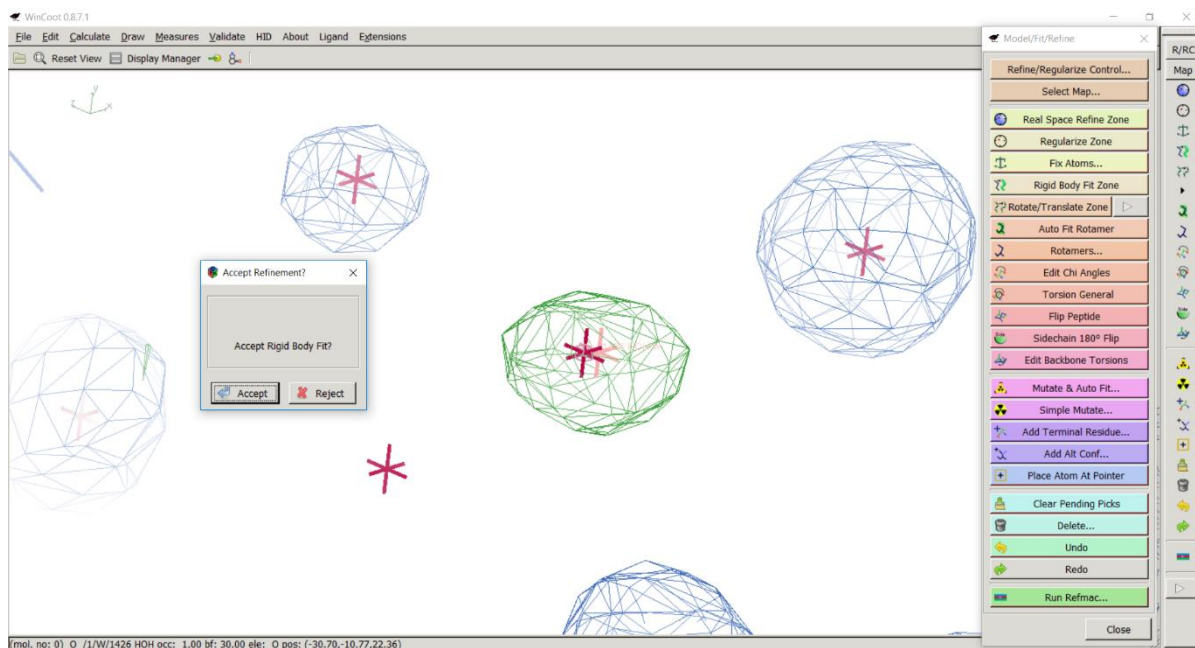 WinCoot 0.8.7.1
File Edit Calculate Draw Measures Validate HID About Ligand Extensions
Reset View Display Manager
Model/Fit/Refine
R/RC
Map
Refine/Regularize Control...
Select Map...
Real Space Refine Zone
Regularize Zone
Fix Atoms...
Rigid Body Fit Zone
Rotate/Translate Zone
Auto Fit Rotamer
Rotamers...
Edit Chi Angles
Torsion General
Flip Peptide
Sidechain 180° Flip
Edit Backbone Torsions
Mutate & Auto Fit...
Simple Mutate...
Add Terminal Residue...
Add Alt Conf...
Place Atom At Pointer
Clear Pending Picks
Delete...
Undo
Redo
Run Refmac...
Close
Accept Refinement?
Accept Rigid Body Fit?
Accept Reject
(mol. no: 0) O /1/W/1426 HOH occ: 1.00 bf: 30.00 ele: O pos: (-30.70,-10.77,22.36)